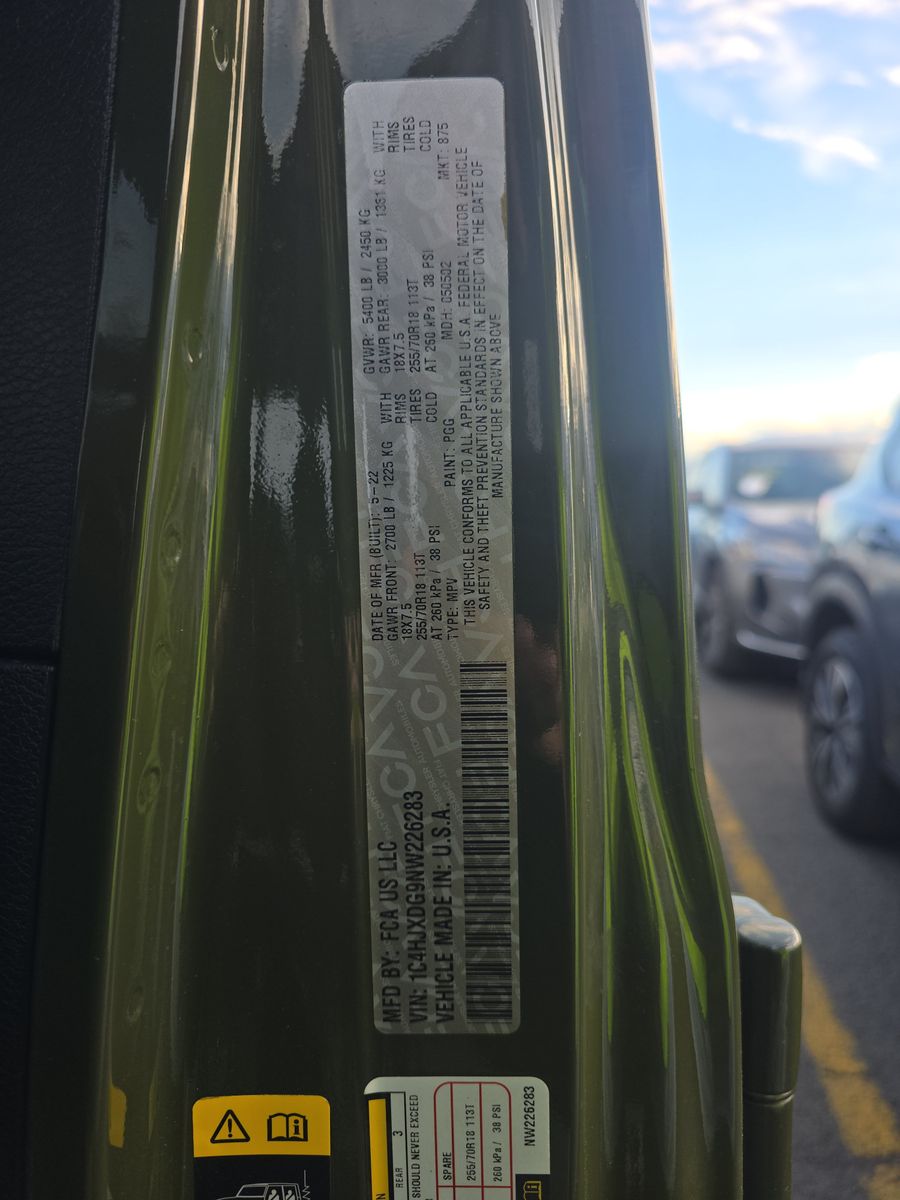 MFD BY: FCA US LLC
VIN: 1C4HJXDG9NW226283
VEHICLE MADE IN: U.S.A.
DATE OF MFR (BUILT): 5-22 GVWR: 5400 LB / 2450 KG
GAWR FRONT: 2700 LB / 1225 KG WITH GAWR REAR: 3000 LB / 1361 KG WITH
18X7.5 RIMS 18X7.5 RIMS
255/70R18 113T TIRES 255/70R18 113T TIRES
AT 260 kPa / 38 PSI COLD AT 260 kPa / 38 PSI COLD
TYPE: MPV PAINT: PGG MDH: 050502 MKT: 875
THIS VEHICLE CONFORMS TO ALL APPLICABLE U.S.A. FEDERAL MOTOR VEHICLE
SAFETY AND THEFT PREVENTION STANDARDS IN EFFECT ON THE DATE OF
MANUFACTURE SHOWN ABOVE
REAR 3
SHOULD NEVER EXCEED
SPARE
255/70R18 113T
260 kPa / 38 PSI
NW226283